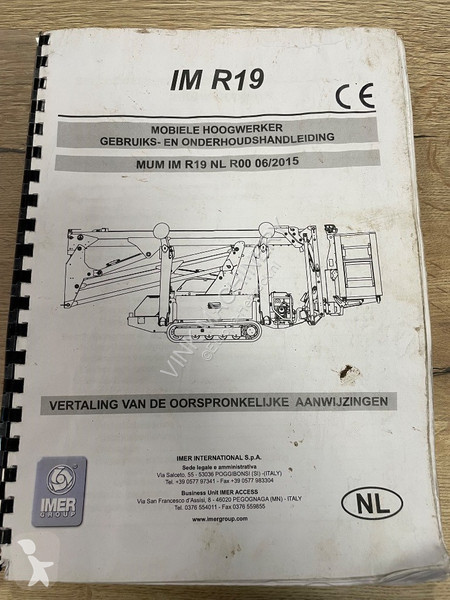 IM R19
CE
MOBIELE HOOGWERKER
GEBRUIKS- EN ONDERHOUDSHANDLEIDING
MUM IM R19 NL R00 06/2015
VERTALING VAN DE OORSPRONKELIJKE AANWIJZINGEN
IMER INTERNATIONAL S.p.A.
Sede legale e amministrativa
Via Salceto, 55 - 53036 POGGIBONSI (SI) -(ITALY)
Tel. +39 0577 97341 - Fax +39 0577 983304
Business Unit IMER ACCESS
Via San Francesco d'Assisi, 8 - 46020 PEGOGNAGA (MN) - ITALY
Tel. 0376 554011 - Fax 0376 559855
www.imergroup.com
IMER
GROUP
NL